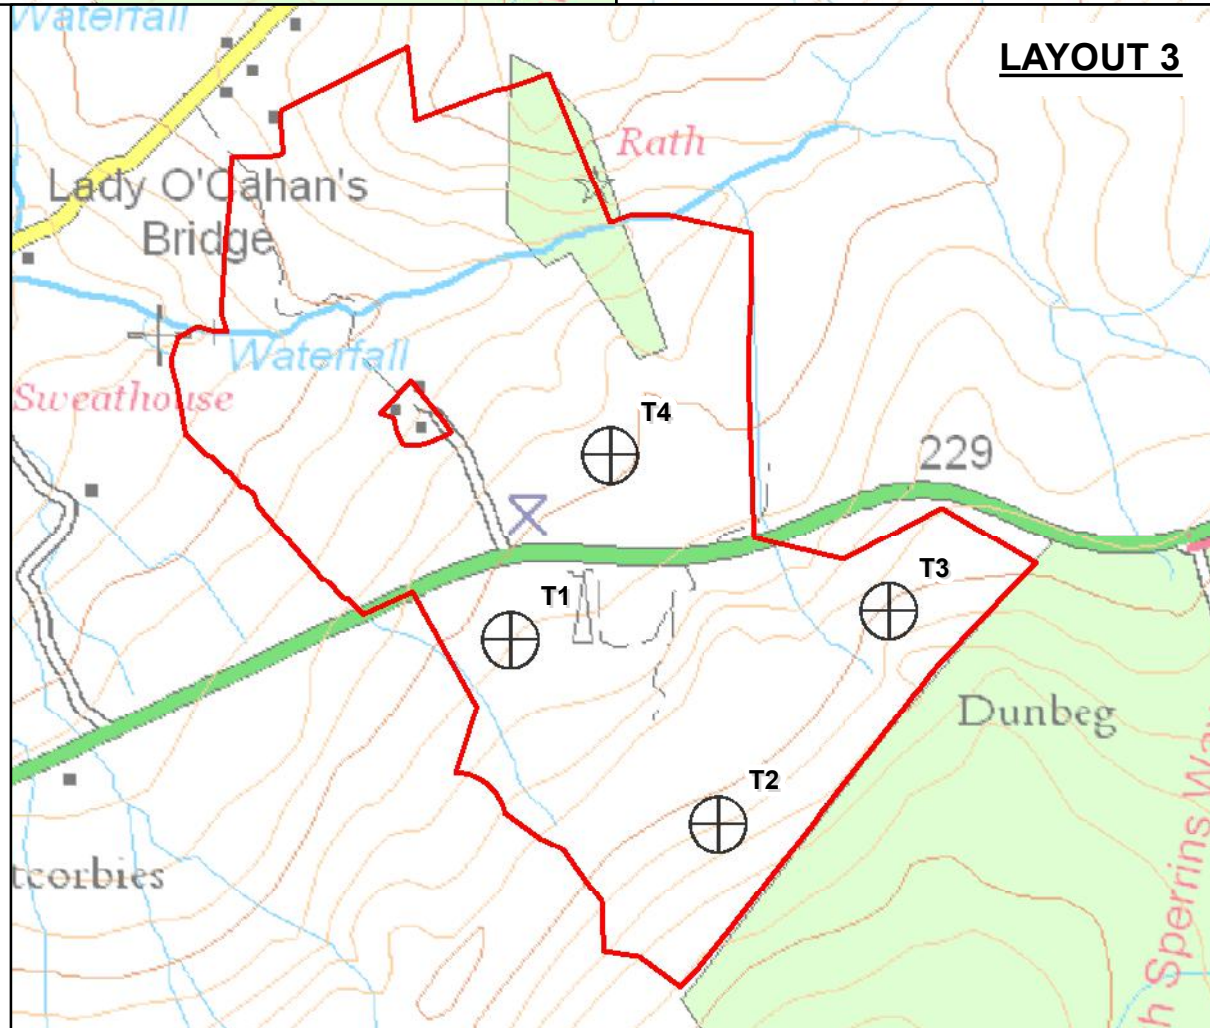 Waterfall
LAYOUT 3
Rath
Lady O'Cahan's
Bridge
Waterfall
Sweathouse
T4
229
T3
T1
Dunbeg
T2
tcorbies
h Sperrins Wa